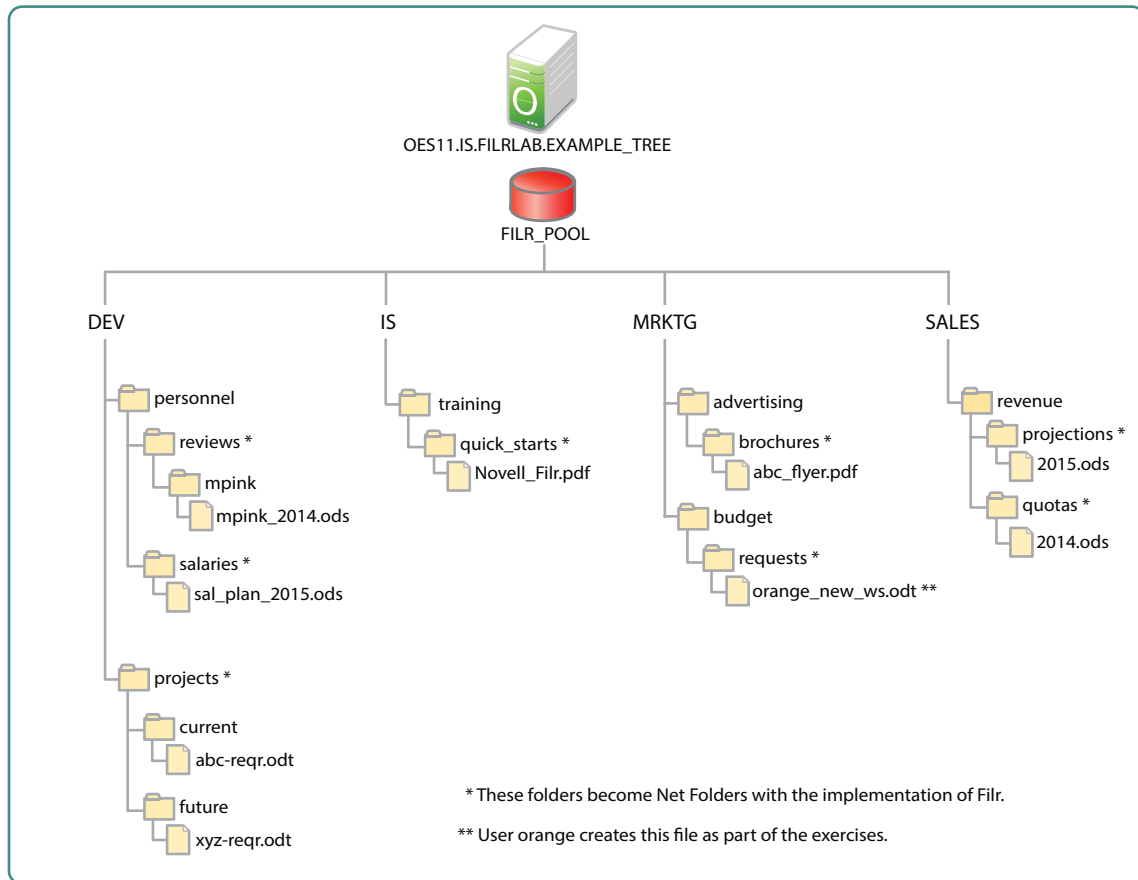 OES11.IS.FILRLAB.EXAMPLE_TREE
FILR_POOL
DEV
personnel
reviews *
mpink
mpink_2014.ods
salaries *
sal_plan_2015.ods
projects *
current
abc-reqr.odt
future
xyz-reqr.odt
IS
training
quick_starts *
Novell_Filr.pdf
MRKTG
advertising
brochures *
abc_flyer.pdf
budget
requests *
orange_new_ws.odt **
SALES
revenue
projections *
2015.ods
quotas *
2014.ods
* These folders become Net Folders with the implementation of Filr.
** User orange creates this file as part of the exercises.